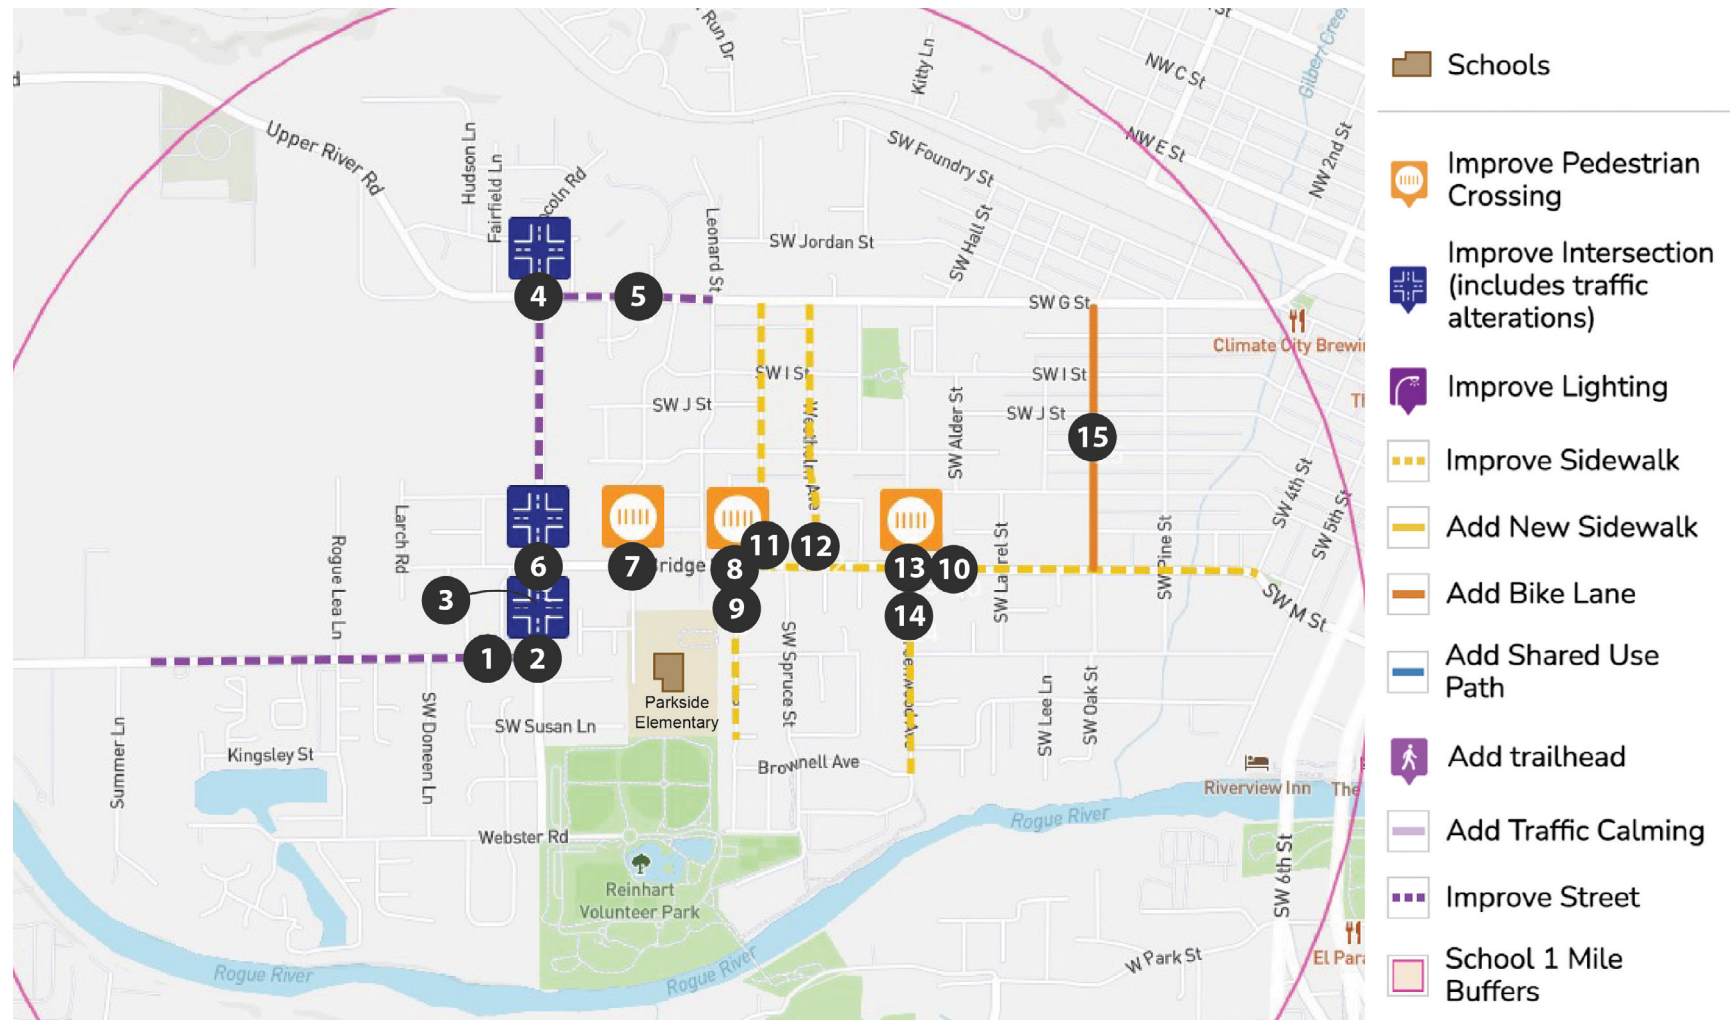 Run Dr
Kitty Ln
St
NW C St
Gilbert Creek
NW E St
NW 2nd St
Upper River Rd
Hudson Ln
Fairfield Ln
SW Foundry St
Leonard St
SW Jordan St
SW Hall St
4
5
SW G St
Climate City Brewin
SW I St
SW I St
SW J St
SW J St
Westholm Ave
SW Alder St
15
SW 4th St
SW 5th St
Larch Rd
Rogue Lea Ln
SW Laurel St
SW Pine St
6
7
8
11
12
13
10
3
9
14
SW M St
1
2
Parkside
Elementary
SW Spruce St
SW Lee Ln
SW Oak St
Summer Ln
SW Doneen Ln
SW Susan Ln
Kingsley St
Brownell Ave
Riverview Inn
The
Rogue River
Webster Rd
Reinhart
Volunteer Park
SW 6th St
Rogue River
Rogue River
W Park St
El Para
Schools
Improve Pedestrian
Crossing
Improve Intersection
(includes traffic
alterations)
Improve Lighting
Improve Sidewalk
Add New Sidewalk
Add Bike Lane
Add Shared Use
Path
Add trailhead
Add Traffic Calming
Improve Street
School 1 Mile
Buffers